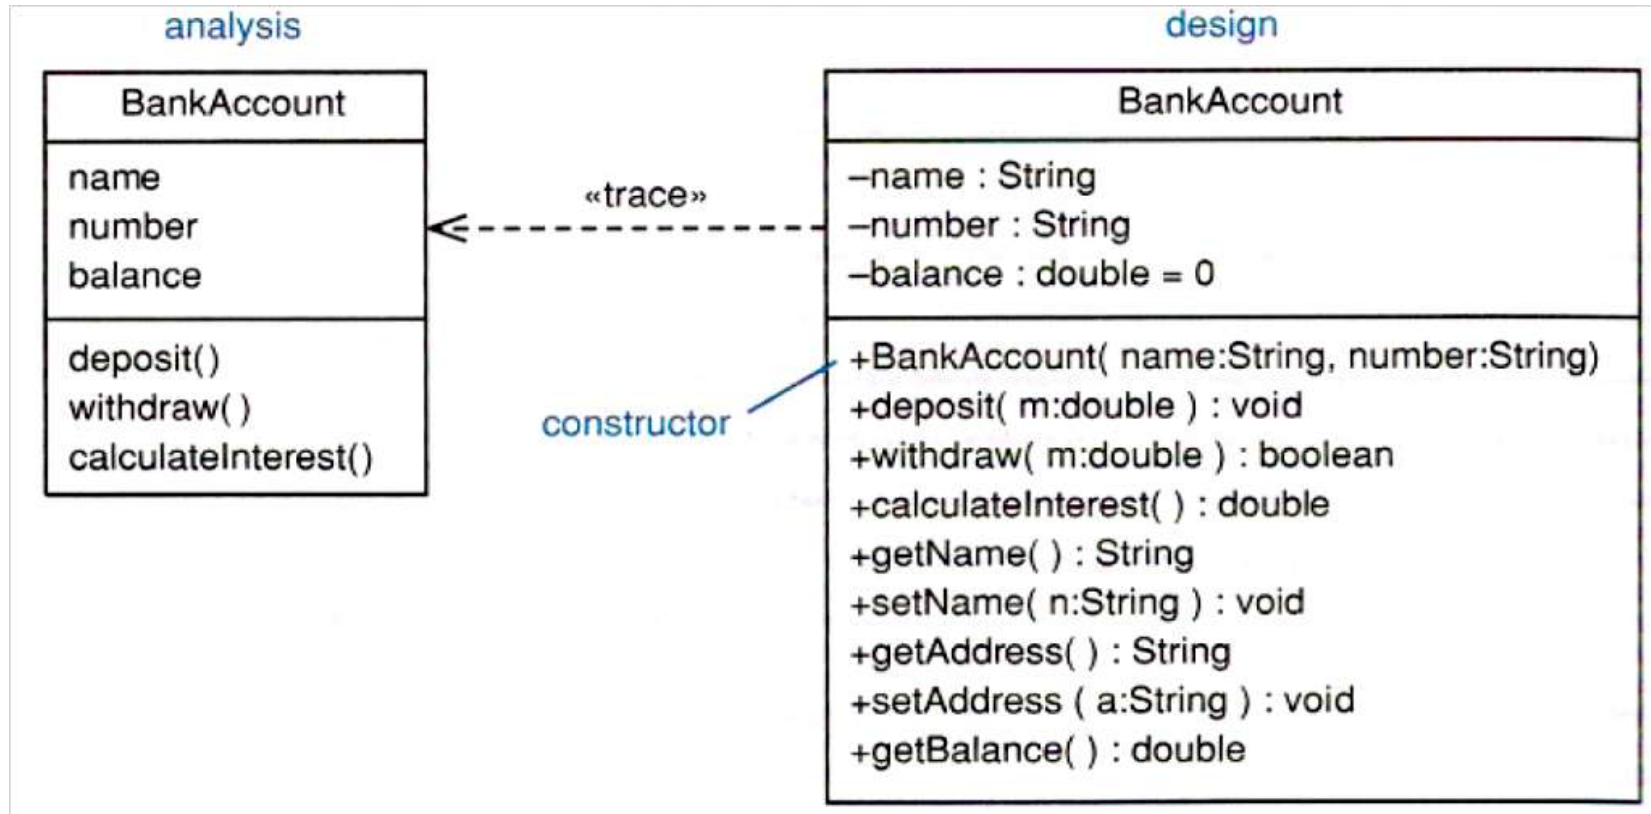 analysis
BankAccount
name
number
balance
deposit()
withdraw( )
calculateInterest()
«trace»
constructor
design
BankAccount
–name : String
–number : String
–balance : double = 0
+BankAccount( name:String, number:String)
+deposit( m:double ) : void
+withdraw( m:double ) : boolean
+calculateInterest( ) : double
+getName( ) : String
+setName( n:String ) : void
+getAddress( ) : String
+setAddress ( a:String ) : void
+getBalance( ) : double